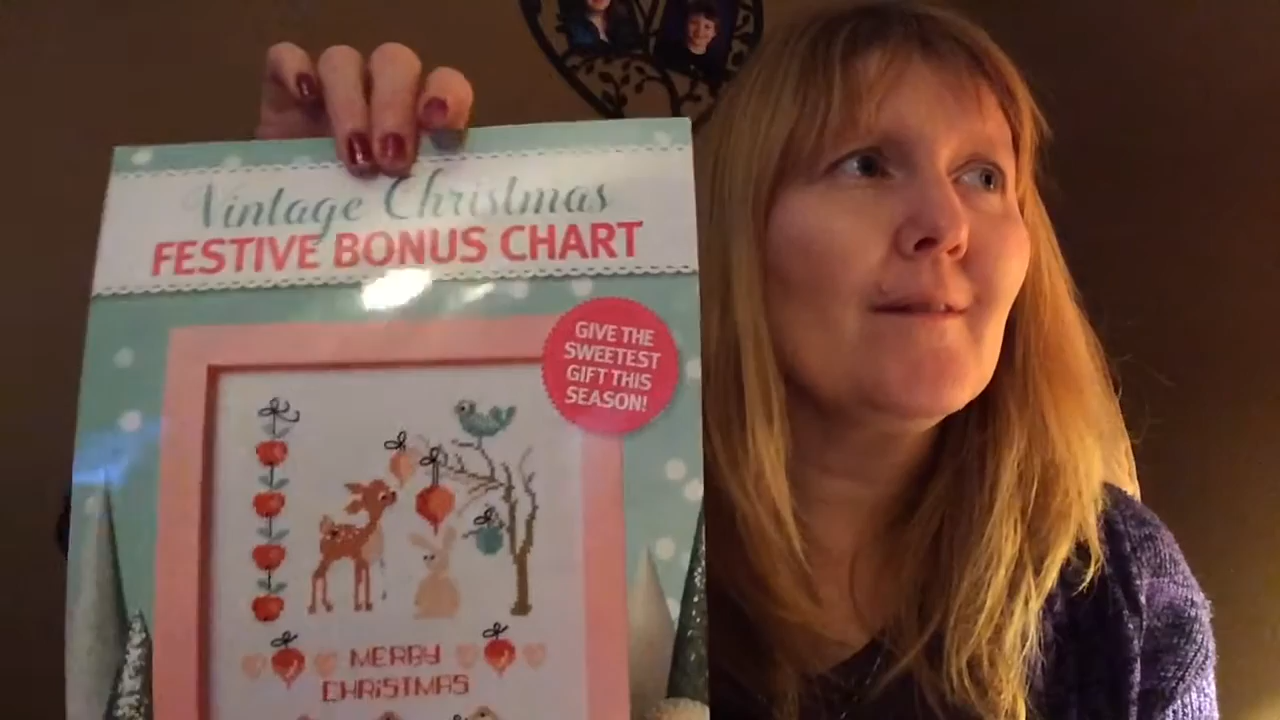 Vintage Christmas
FESTIVE BONUS CHART
GIVE THE
SWEETEST
GIFT THIS
SEASON!
MERRY
CHRISTMAS